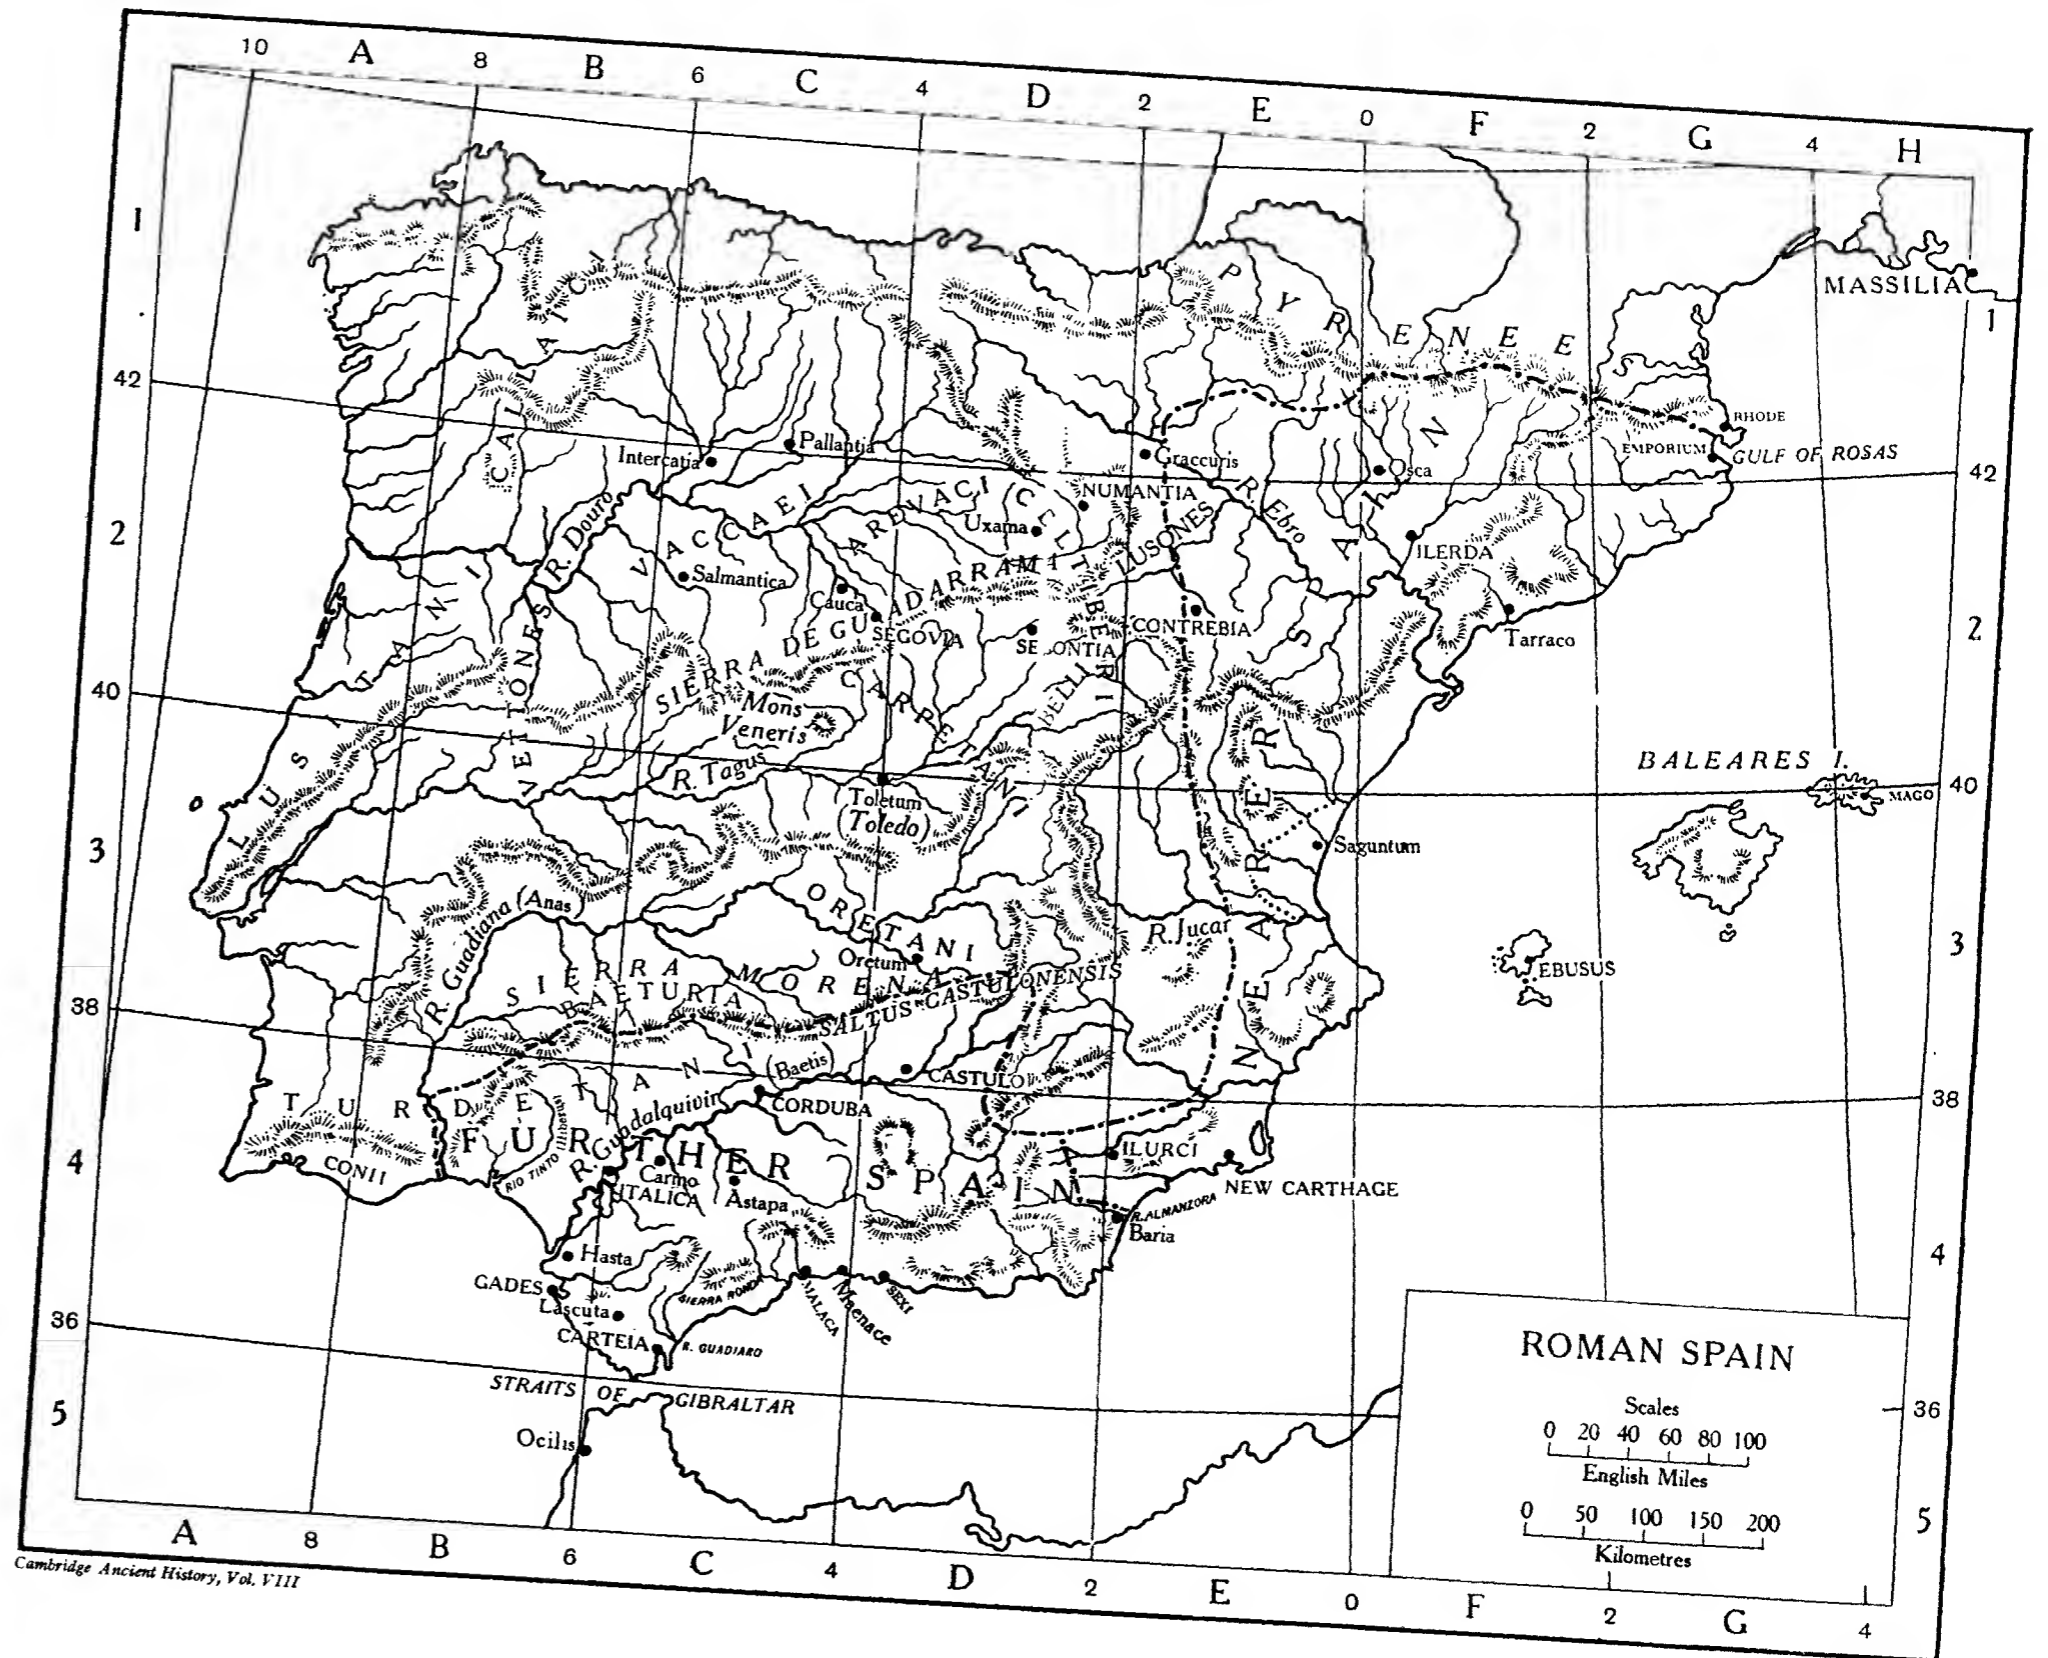 10 A 8 B 6 C 4 D 2 E 0 F 2 G 4 H
1
MASSILIA
1
PYRENEES
CALLAICI
42
RHODE
EMPORIUM
GULF OF ROSAS
42
Intercatia
Pallantia
Graccuris
Osca
R. Ebro
NUMANTIA
Uxama
AREVACI
CELTIBERI
VACCAEI
R. Douro
LUSONES
ILERDA
2
Salmantica
Cauca
SEGOVIA
SIERRA DE GUADARRAMA
CONTREBIA
Tarraco
2
LUSITANI
VETTONES
BELLI
CARPETANI
Mons
Veneris
40
R. Tagus
Toletum
(Toledo)
BALEARES I.
MAGO
40
3
Saguntum
NEARER SPAIN
R. Guadiana (Anas)
ORETANI
Oretum
R. Jucar
EBUSUS
3
SIERRA MORENA
BAETURIA
SALTUS CASTULONENSIS
38
TURDETANI
R. Guadalquivir (Baetis)
CASTULO
CORDUBA
38
FURTHER SPAIN
CONII
RIO TINTO
4
Carmo
ITALICA
Astapa
ILURCI
NEW CARTHAGE
R. ALMANZORA
Baria
4
Hasta
GADES
Lascuta
CARTEIA
SIERRA RONDA
MALACA
Maenace
SEXI
R. GUADIARO
36
STRAITS OF GIBRALTAR
Ocilis
5
ROMAN SPAIN
Scales
0 20 40 60 80 100
English Miles
0 50 100 150 200
Kilometres
36
5
A 8 B 6 C 4 D 2 E 0 F 2 G 4
Cambridge Ancient History, Vol. VIII